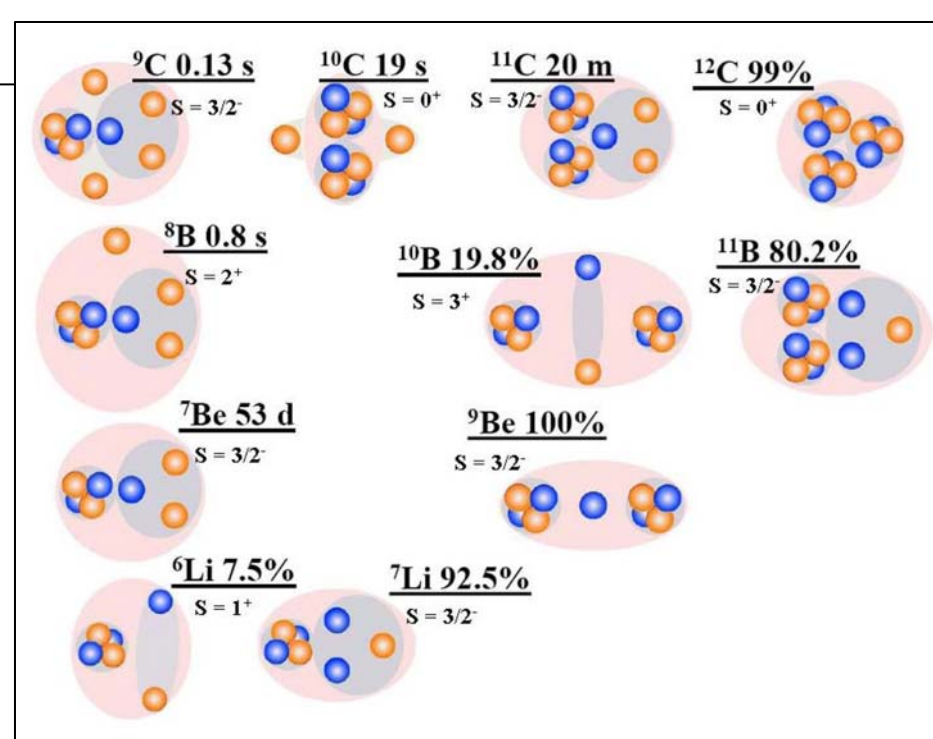 ⁹C 0.13 s
S = 3/2⁻
¹⁰C 19 s
S = 0⁺
¹¹C 20 m
S = 3/2⁻
¹²C 99%
S = 0⁺
⁸B 0.8 s
S = 2⁺
¹⁰B 19.8%
S = 3⁺
¹¹B 80.2%
S = 3/2⁻
⁷Be 53 d
S = 3/2⁻
⁹Be 100%
S = 3/2⁻
⁶Li 7.5%
S = 1⁺
⁷Li 92.5%
S = 3/2⁻